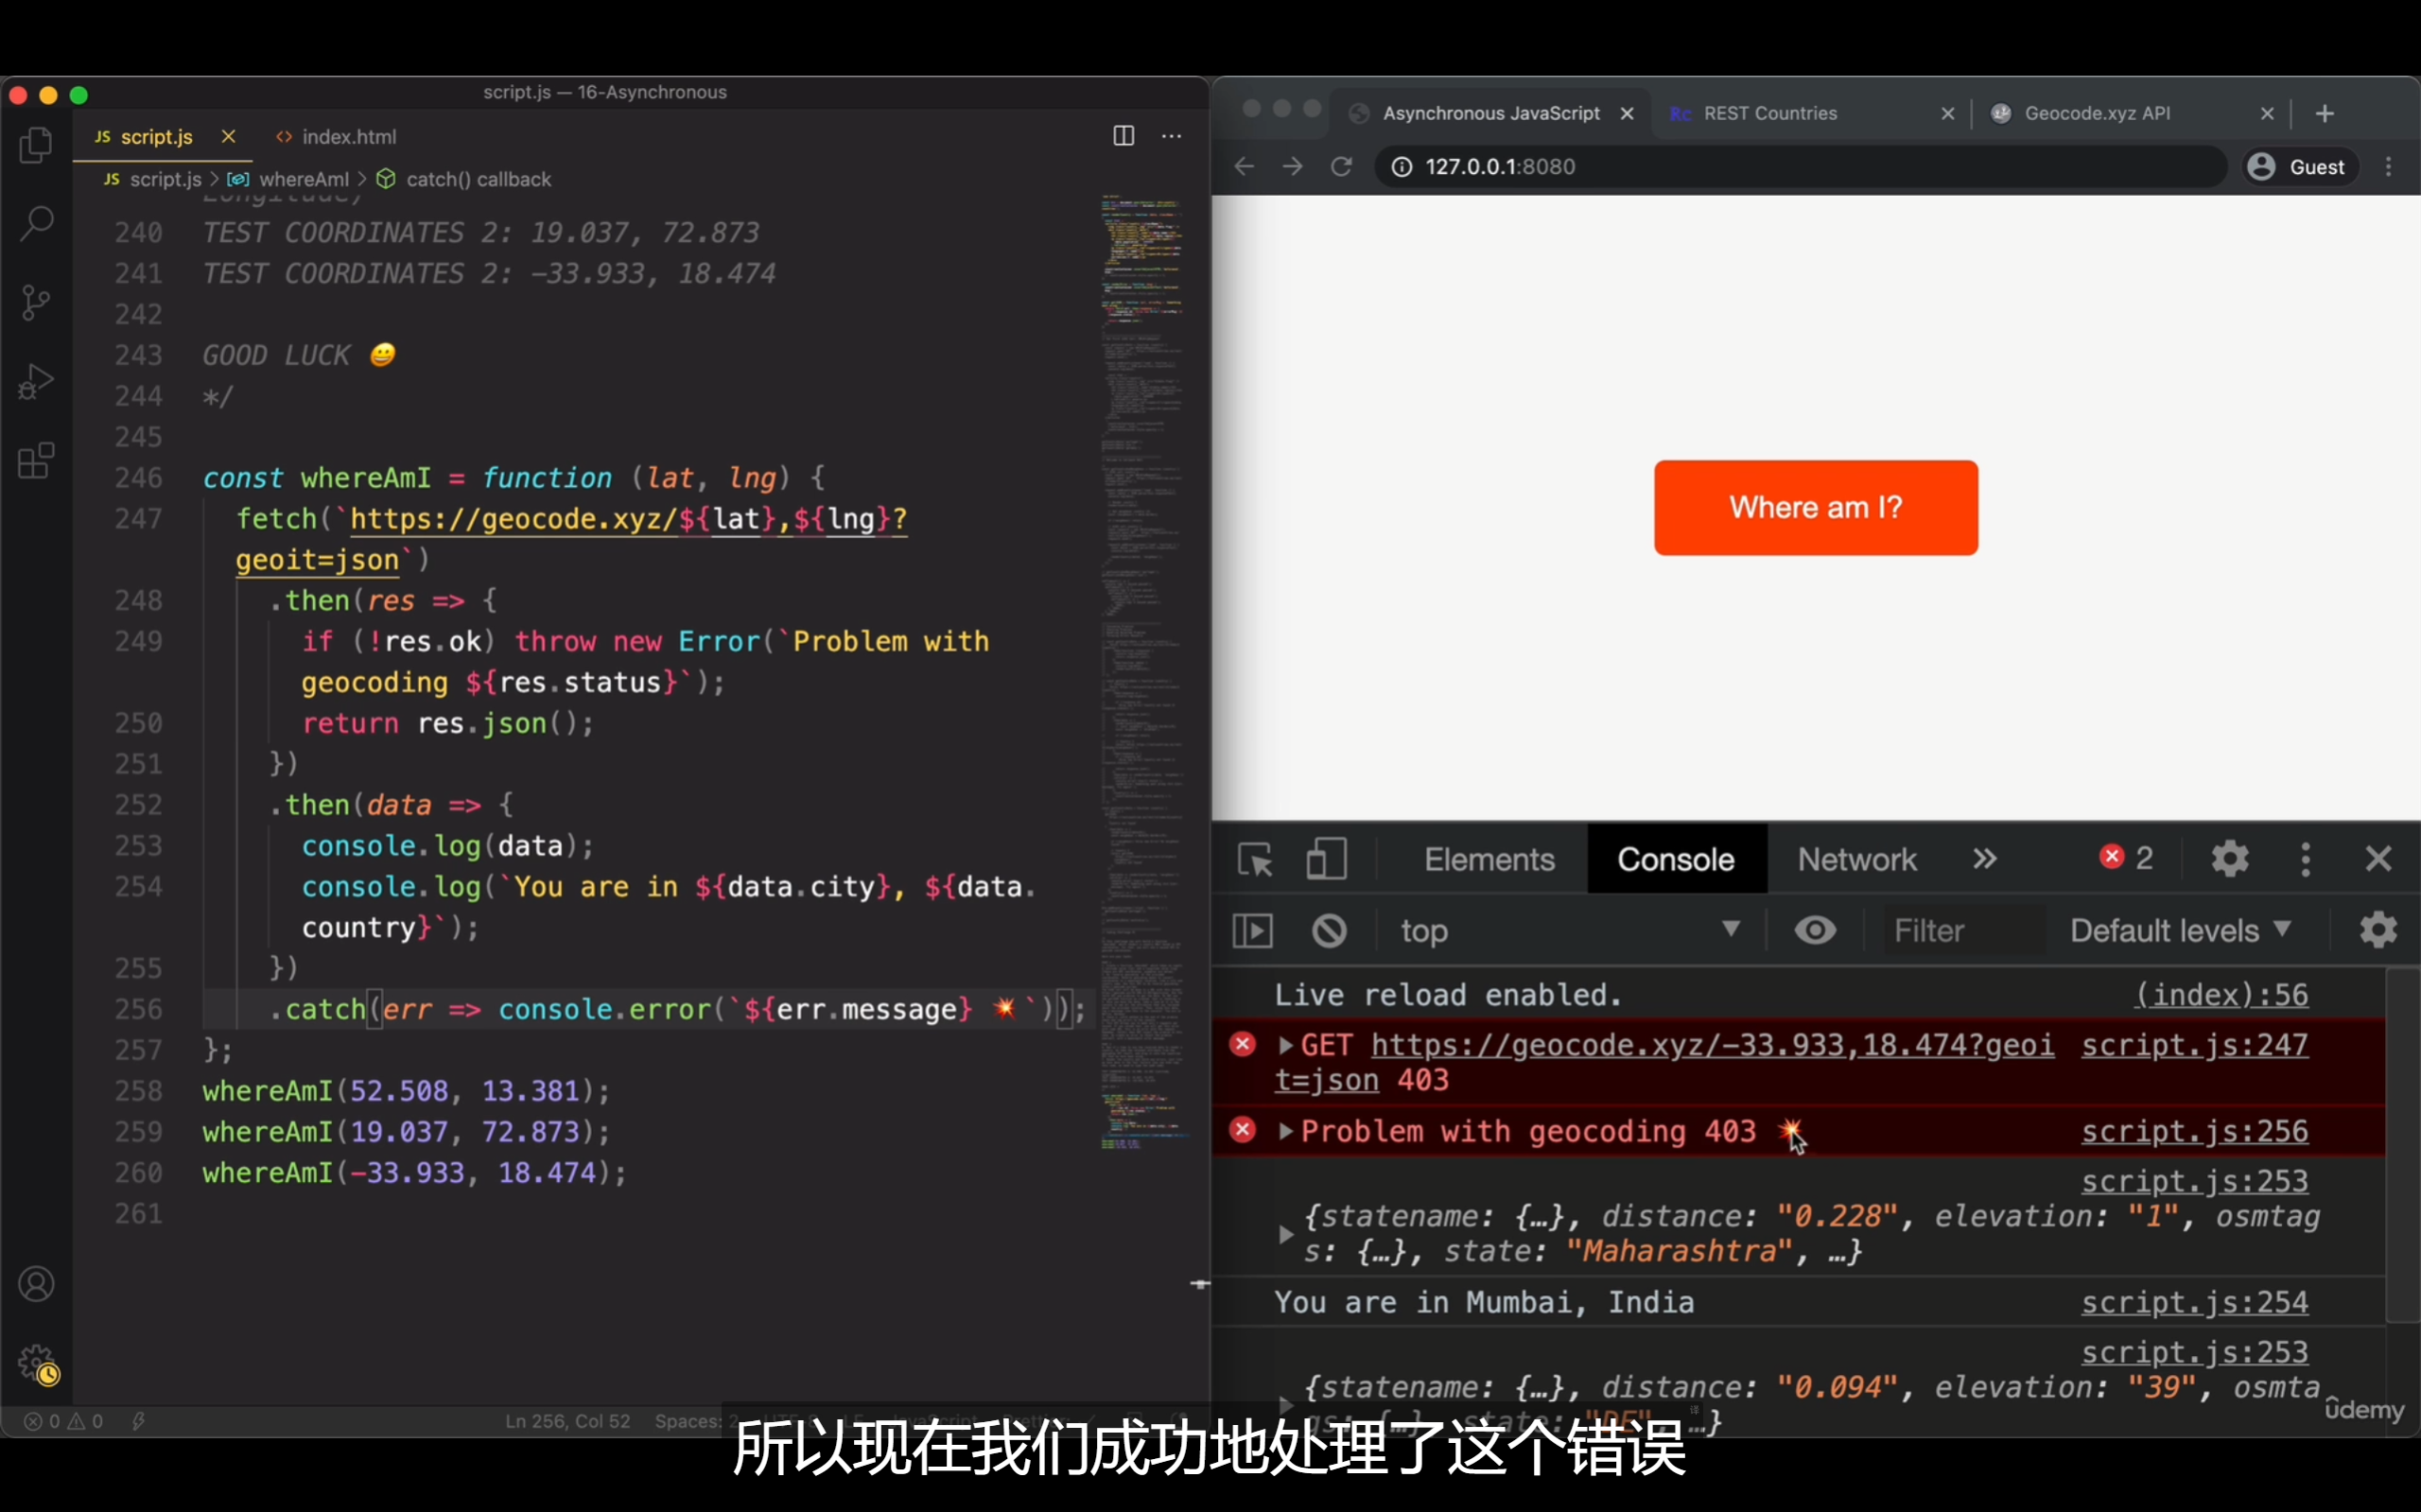 script.js — 16-Asynchronous
JS script.js
<> index.html
JS script.js > whereAmI > catch() callback
240 TEST COORDINATES 2: 19.037, 72.873
241 TEST COORDINATES 2: -33.933, 18.474
242
243 GOOD LUCK 😀
244 */
245
246 const whereAmI = function (lat, lng) {
247 fetch(`https://geocode.xyz/${lat},${lng}?
geoit=json`)
248 .then(res => {
249 if (!res.ok) throw new Error(`Problem with
geocoding ${res.status}`);
250 return res.json();
251 })
252 .then(data => {
253 console.log(data);
254 console.log(`You are in ${data.city}, ${data.
country}`);
255 })
256 .catch(err => console.error(`${err.message} 💥`));
257 };
258 whereAmI(52.508, 13.381);
259 whereAmI(19.037, 72.873);
260 whereAmI(-33.933, 18.474);
261
0 0
Ln 256, Col 52 Spaces:
Asynchronous JavaScript
Rc REST Countries
Geocode.xyz API
127.0.0.1:8080
Guest
Where am I?
Elements Console Network » 2
top Filter Default levels
Live reload enabled. (index):56
GET https://geocode.xyz/-33.933,18.474?geoi script.js:247
t=json 403
Problem with geocoding 403 💥 script.js:256
script.js:253
{statename: {…}, distance: "0.228", elevation: "1", osmtag
s: {…}, state: "Maharashtra", …}
You are in Mumbai, India script.js:254
script.js:253
{statename: {…}, distance: "0.094", elevation: "39", osmta
gs: {…}, state: "DE", …}
ûdemy
所以现在我们成功地处理了这个错误